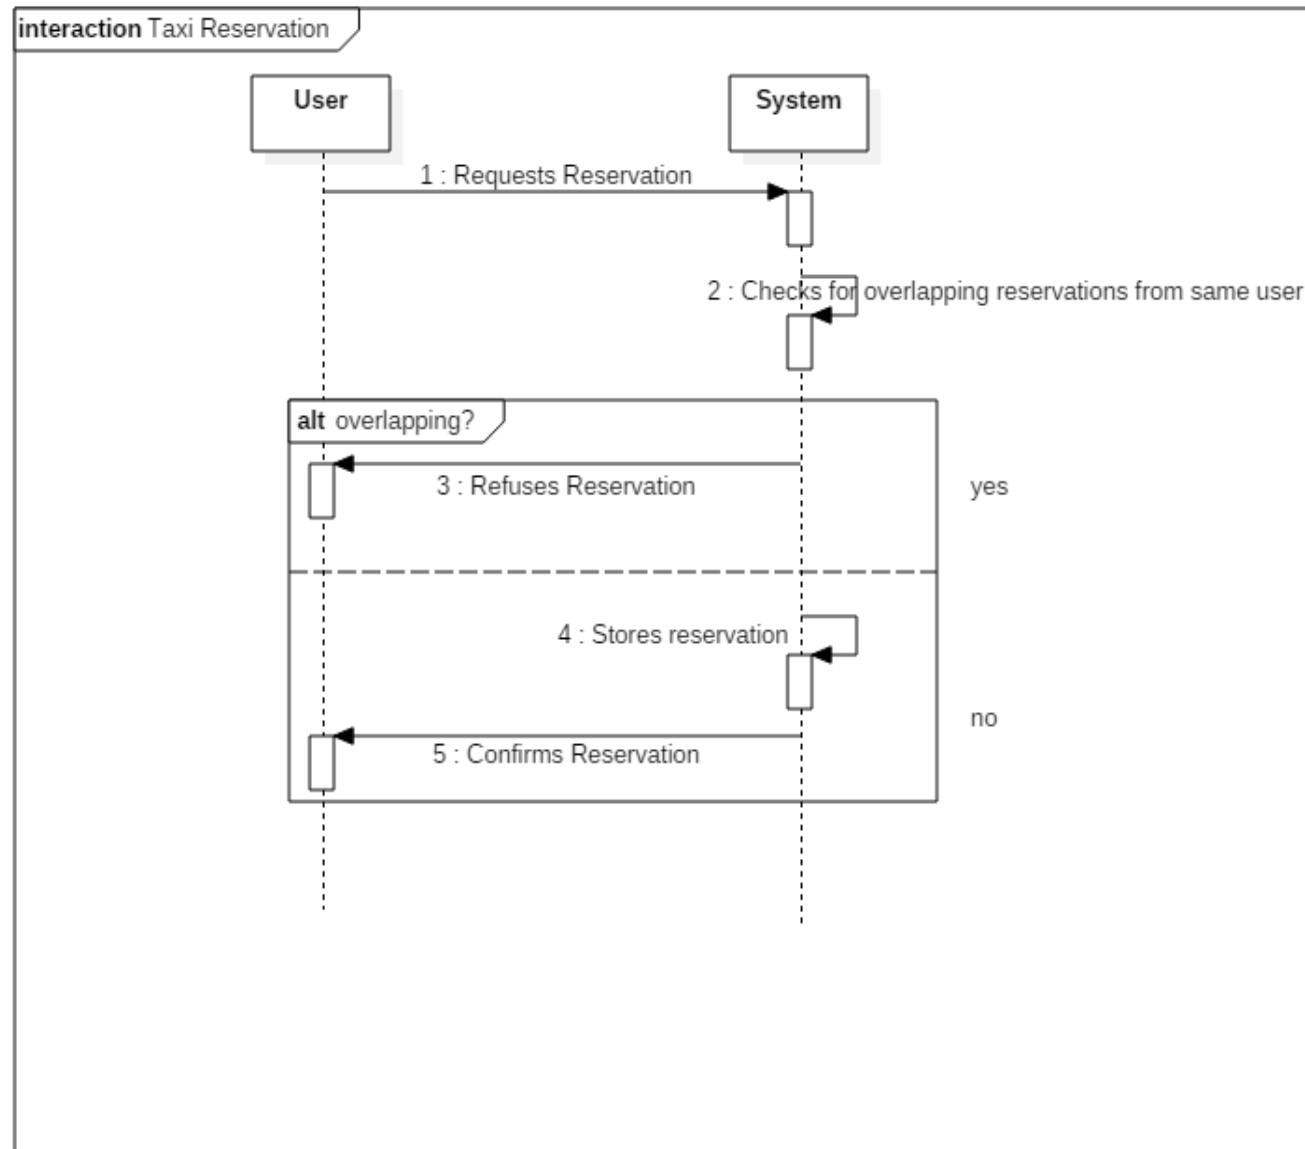 interaction Taxi Reservation
User
System
1 : Requests Reservation
2 : Checks for overlapping reservations from same user
alt overlapping?
3 : Refuses Reservation
yes
4 : Stores reservation
no
5 : Confirms Reservation